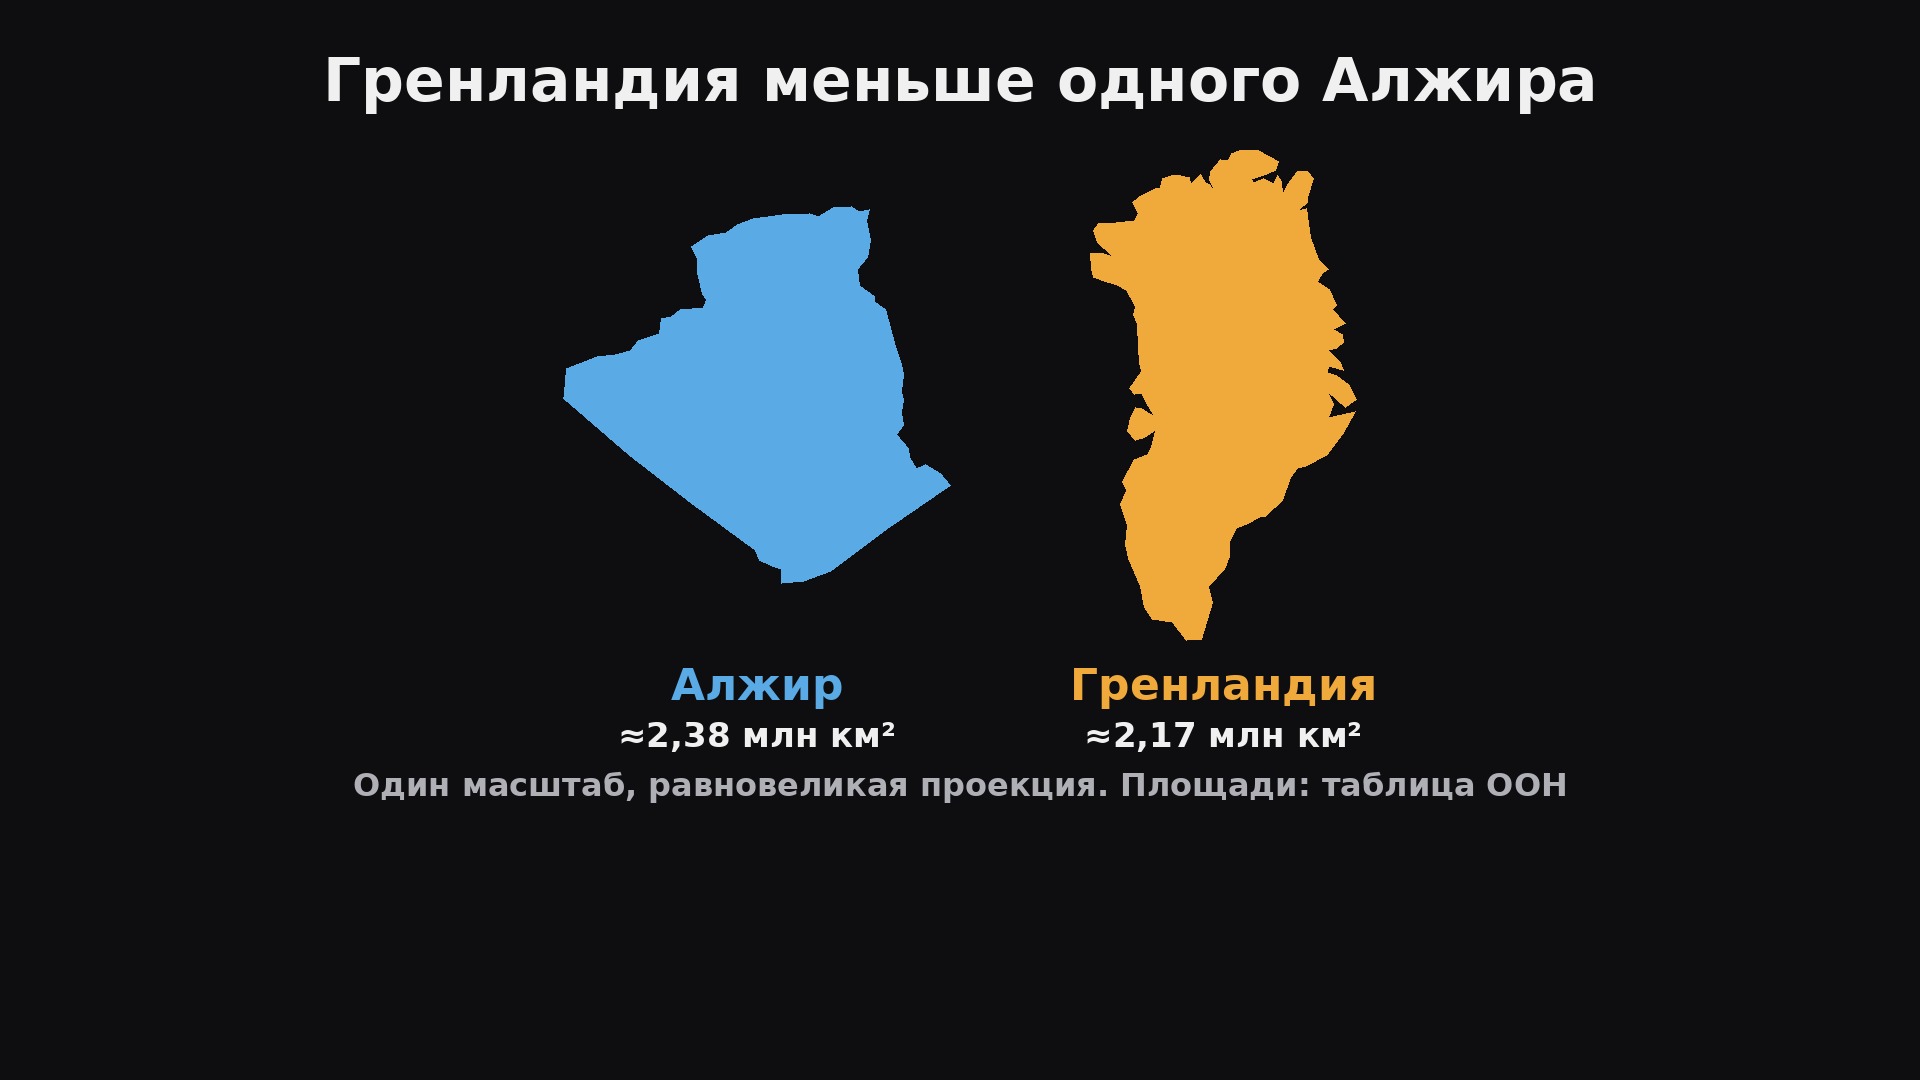 Гренландия меньше одного Алжира
Алжир
Гренландия
≈2,38 млн км²
≈2,17 млн км²
Один масштаб, равновеликая проекция. Площади: таблица ООН